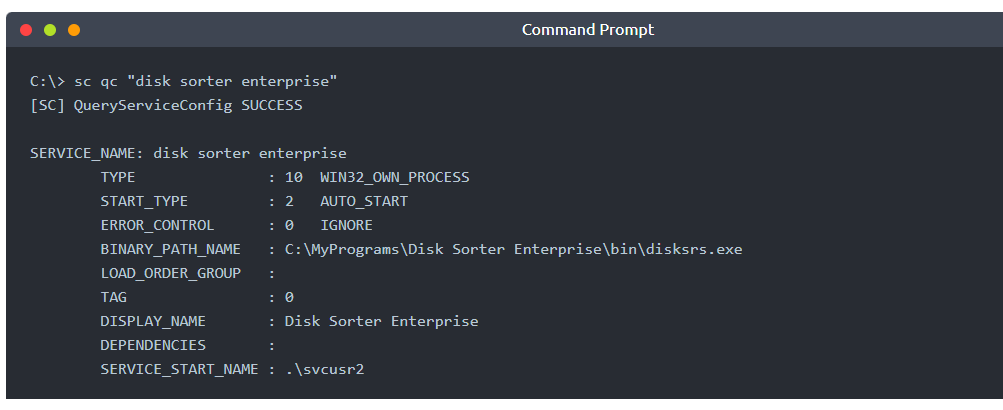 Command Prompt
C:\> sc qc "disk sorter enterprise"
[SC] QueryServiceConfig SUCCESS
SERVICE_NAME: disk sorter enterprise
        TYPE               : 10  WIN32_OWN_PROCESS
        START_TYPE         : 2   AUTO_START
        ERROR_CONTROL      : 0   IGNORE
        BINARY_PATH_NAME   : C:\MyPrograms\Disk Sorter Enterprise\bin\disksrs.exe
        LOAD_ORDER_GROUP   :
        TAG                : 0
        DISPLAY_NAME       : Disk Sorter Enterprise
        DEPENDENCIES       :
        SERVICE_START_NAME : .\svcusr2